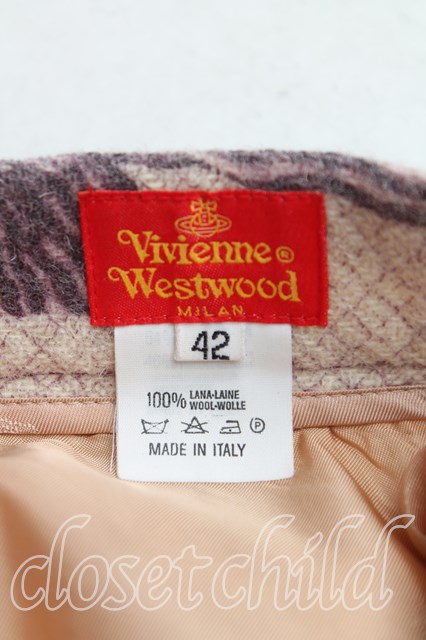 Vivienne®
Westwood
MILAN
42
100% LANA-LAINE
WOOL-WOLLE
P
MADE IN ITALY
closet child